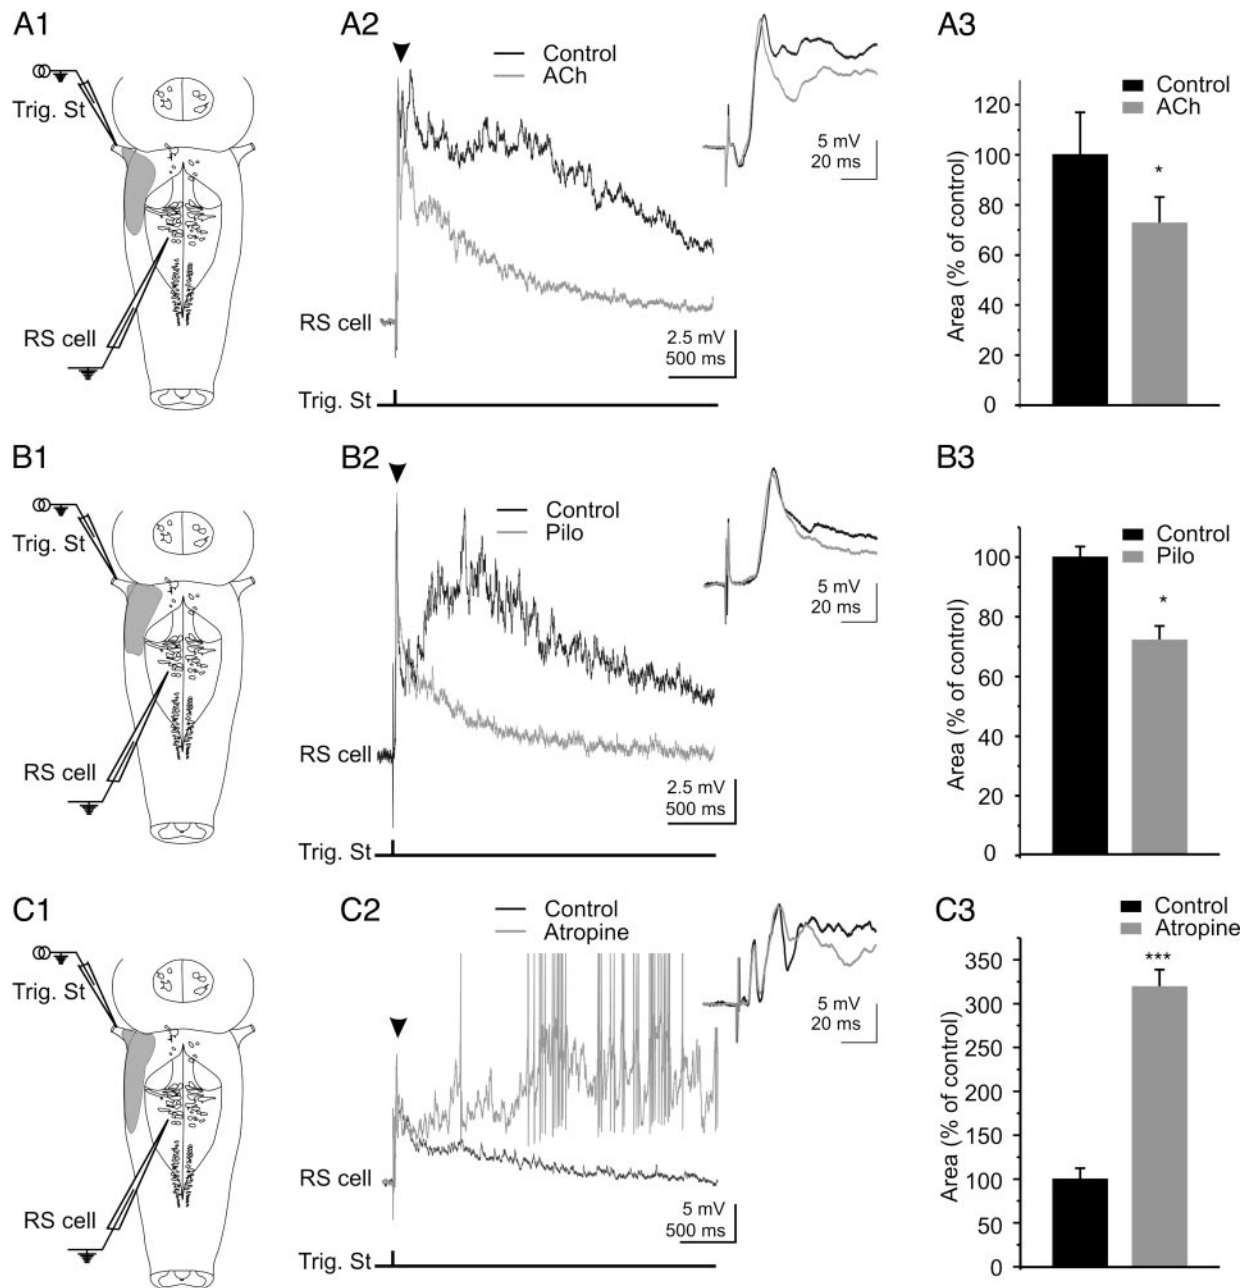 A1
Trig. St
RS cell
A2
Control
ACh
5 mV
20 ms
RS cell
2.5 mV
500 ms
Trig. St
A3
Control
ACh
Area (% of control)
120
100
80
60
40
20
0
*
B1
Trig. St
RS cell
B2
Control
Pilo
5 mV
20 ms
RS cell
2.5 mV
500 ms
Trig. St
B3
Control
Pilo
Area (% of control)
100
80
60
40
20
0
*
C1
Trig. St
RS cell
C2
Control
Atropine
5 mV
20 ms
RS cell
5 mV
500 ms
Trig. St
C3
Control
Atropine
Area (% of control)
350
300
250
200
150
100
50
0
***